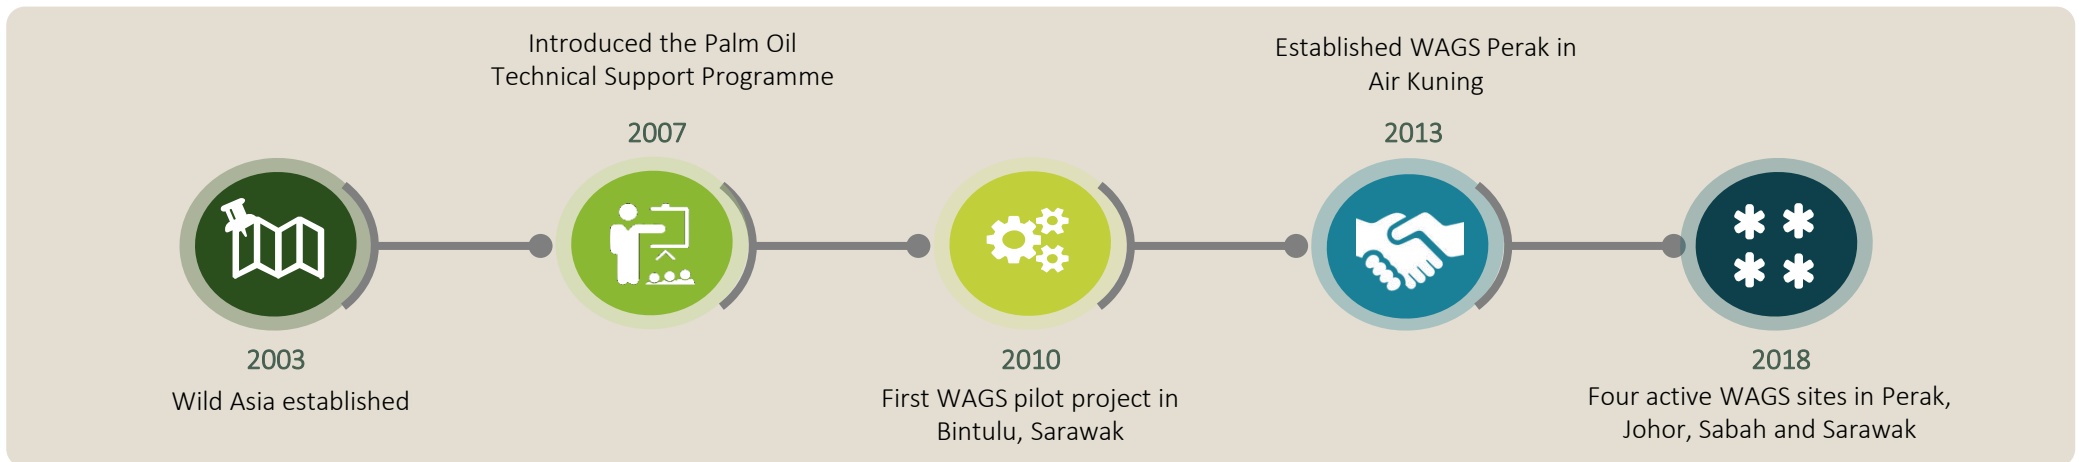 2003
Wild Asia established
Introduced the Palm Oil
Technical Support Programme
2007
2010
First WAGS pilot project in
Bintulu, Sarawak
Established WAGS Perak in
Air Kuning
2013
2018
Four active WAGS sites in Perak,
Johor, Sabah and Sarawak